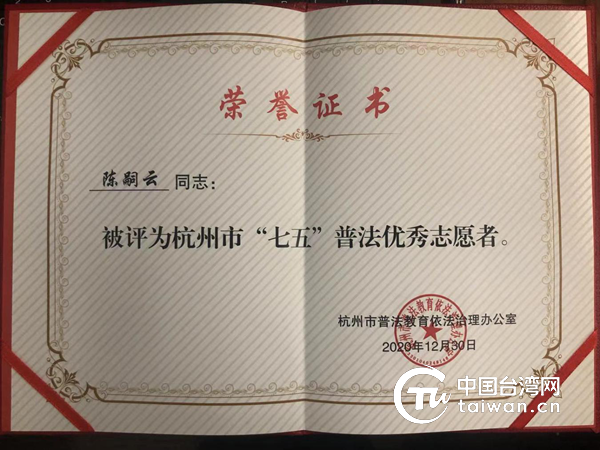 荣誉证书
陈嗣云 同志:
被评为杭州市“七五”普法优秀志愿者。
杭州市普法教育依法治理办公室
2020年12月30日
中国台湾网
taiwan.cn